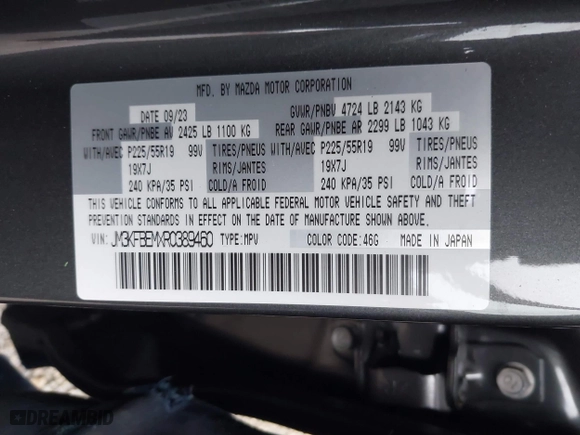 MFD. BY MAZDA MOTOR CORPORATION
DATE 09/23 GVWR/PNBV 4724 LB 2143 KG
FRONT GAWR/PNBE AV 2425 LB 1100 KG REAR GAWR/PNBE AR 2299 LB 1043 KG
WITH/AVEC P225/55R19 99V TIRES/PNEUS WITH/AVEC P225/55R19 99V TIRES/PNEUS
19X7J RIMS/JANTES 19X7J RIMS/JANTES
240 KPA/35 PSI COLD/A FROID 240 KPA/35 PSI COLD/A FROID
THIS VEHICLE CONFORMS TO ALL APPLICABLE FEDERAL MOTOR VEHICLE SAFETY AND THEFT
PREVENTION STANDARDS IN EFFECT ON THE DATE OF MANUFACTURE SHOWN ABOVE.
VIN: JM3KFBEMXR0389460 TYPE: MPV COLOR CODE: 46G MADE IN JAPAN
DREAMBID